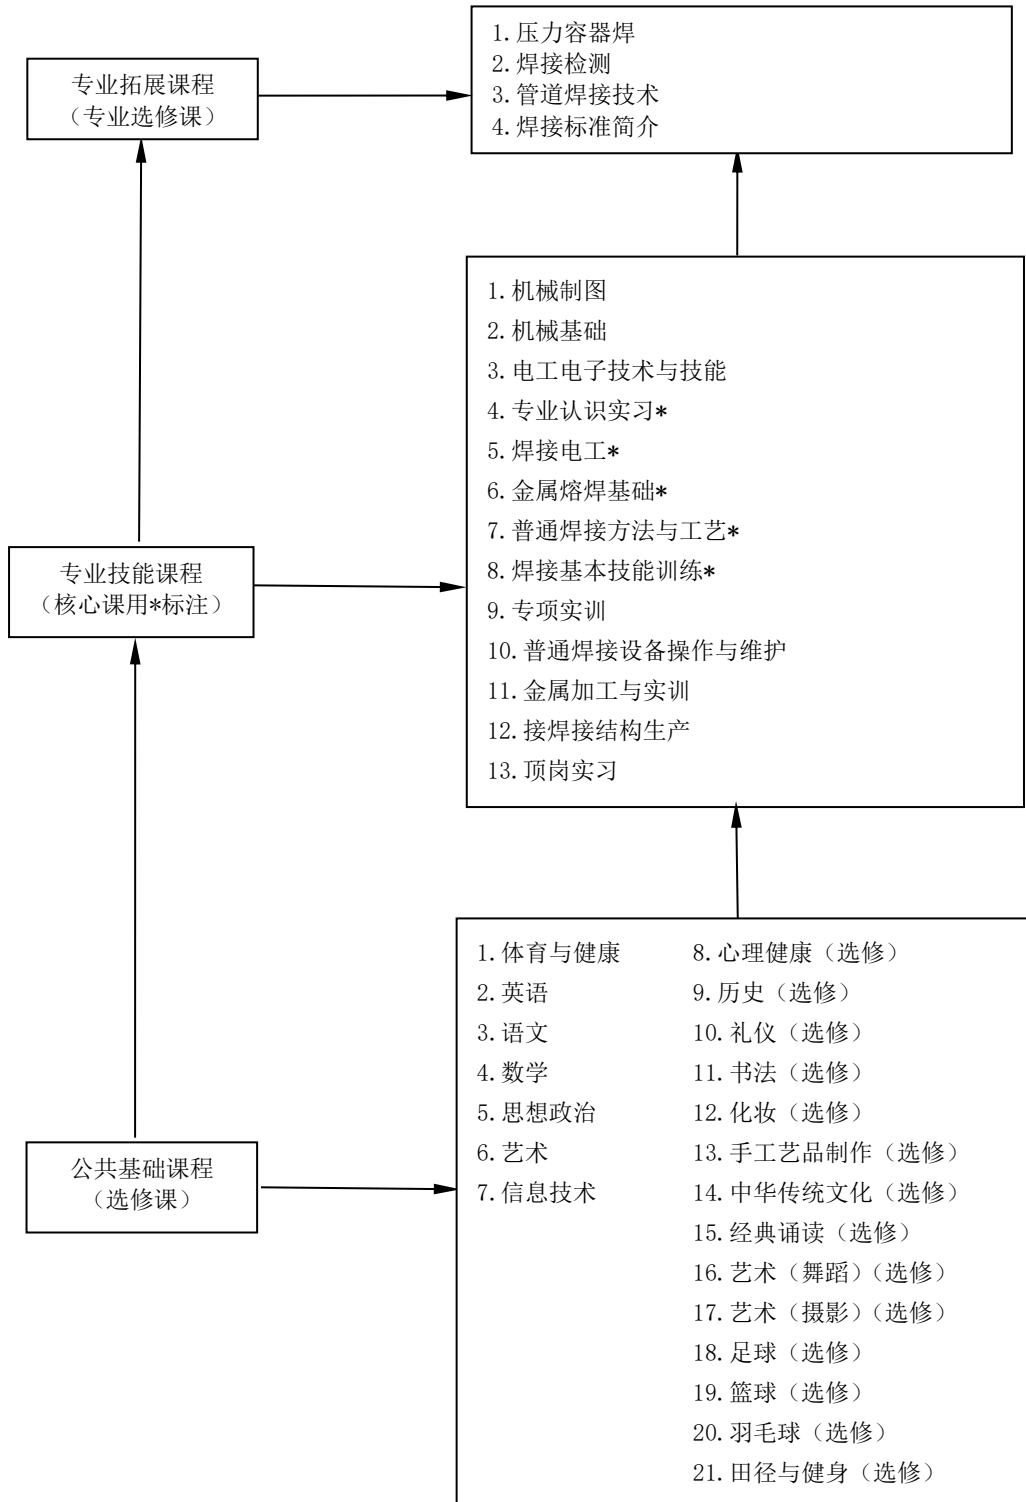 专业拓展课程
（专业选修课）
1.压力容器焊
2.焊接检测
3.管道焊接技术
4.焊接标准简介
专业技能课程
（核心课用*标注）
1.机械制图
2.机械基础
3.电工电子技术与技能
4.专业认识实习*
5.焊接电工*
6.金属熔焊基础*
7.普通焊接方法与工艺*
8.焊接基本技能训练*
9.专项实训
10.普通焊接设备操作与维护
11.金属加工与实训
12.接焊接结构生产
13.顶岗实习
公共基础课程
（选修课）
1.体育与健康
2.英语
3.语文
4.数学
5.思想政治
6.艺术
7.信息技术
8.心理健康（选修）
9.历史（选修）
10.礼仪（选修）
11.书法（选修）
12.化妆（选修）
13.手工艺品制作（选修）
14.中华传统文化（选修）
15.经典诵读（选修）
16.艺术（舞蹈）（选修）
17.艺术（摄影）（选修）
18.足球（选修）
19.篮球（选修）
20.羽毛球（选修）
21.田径与健身（选修）